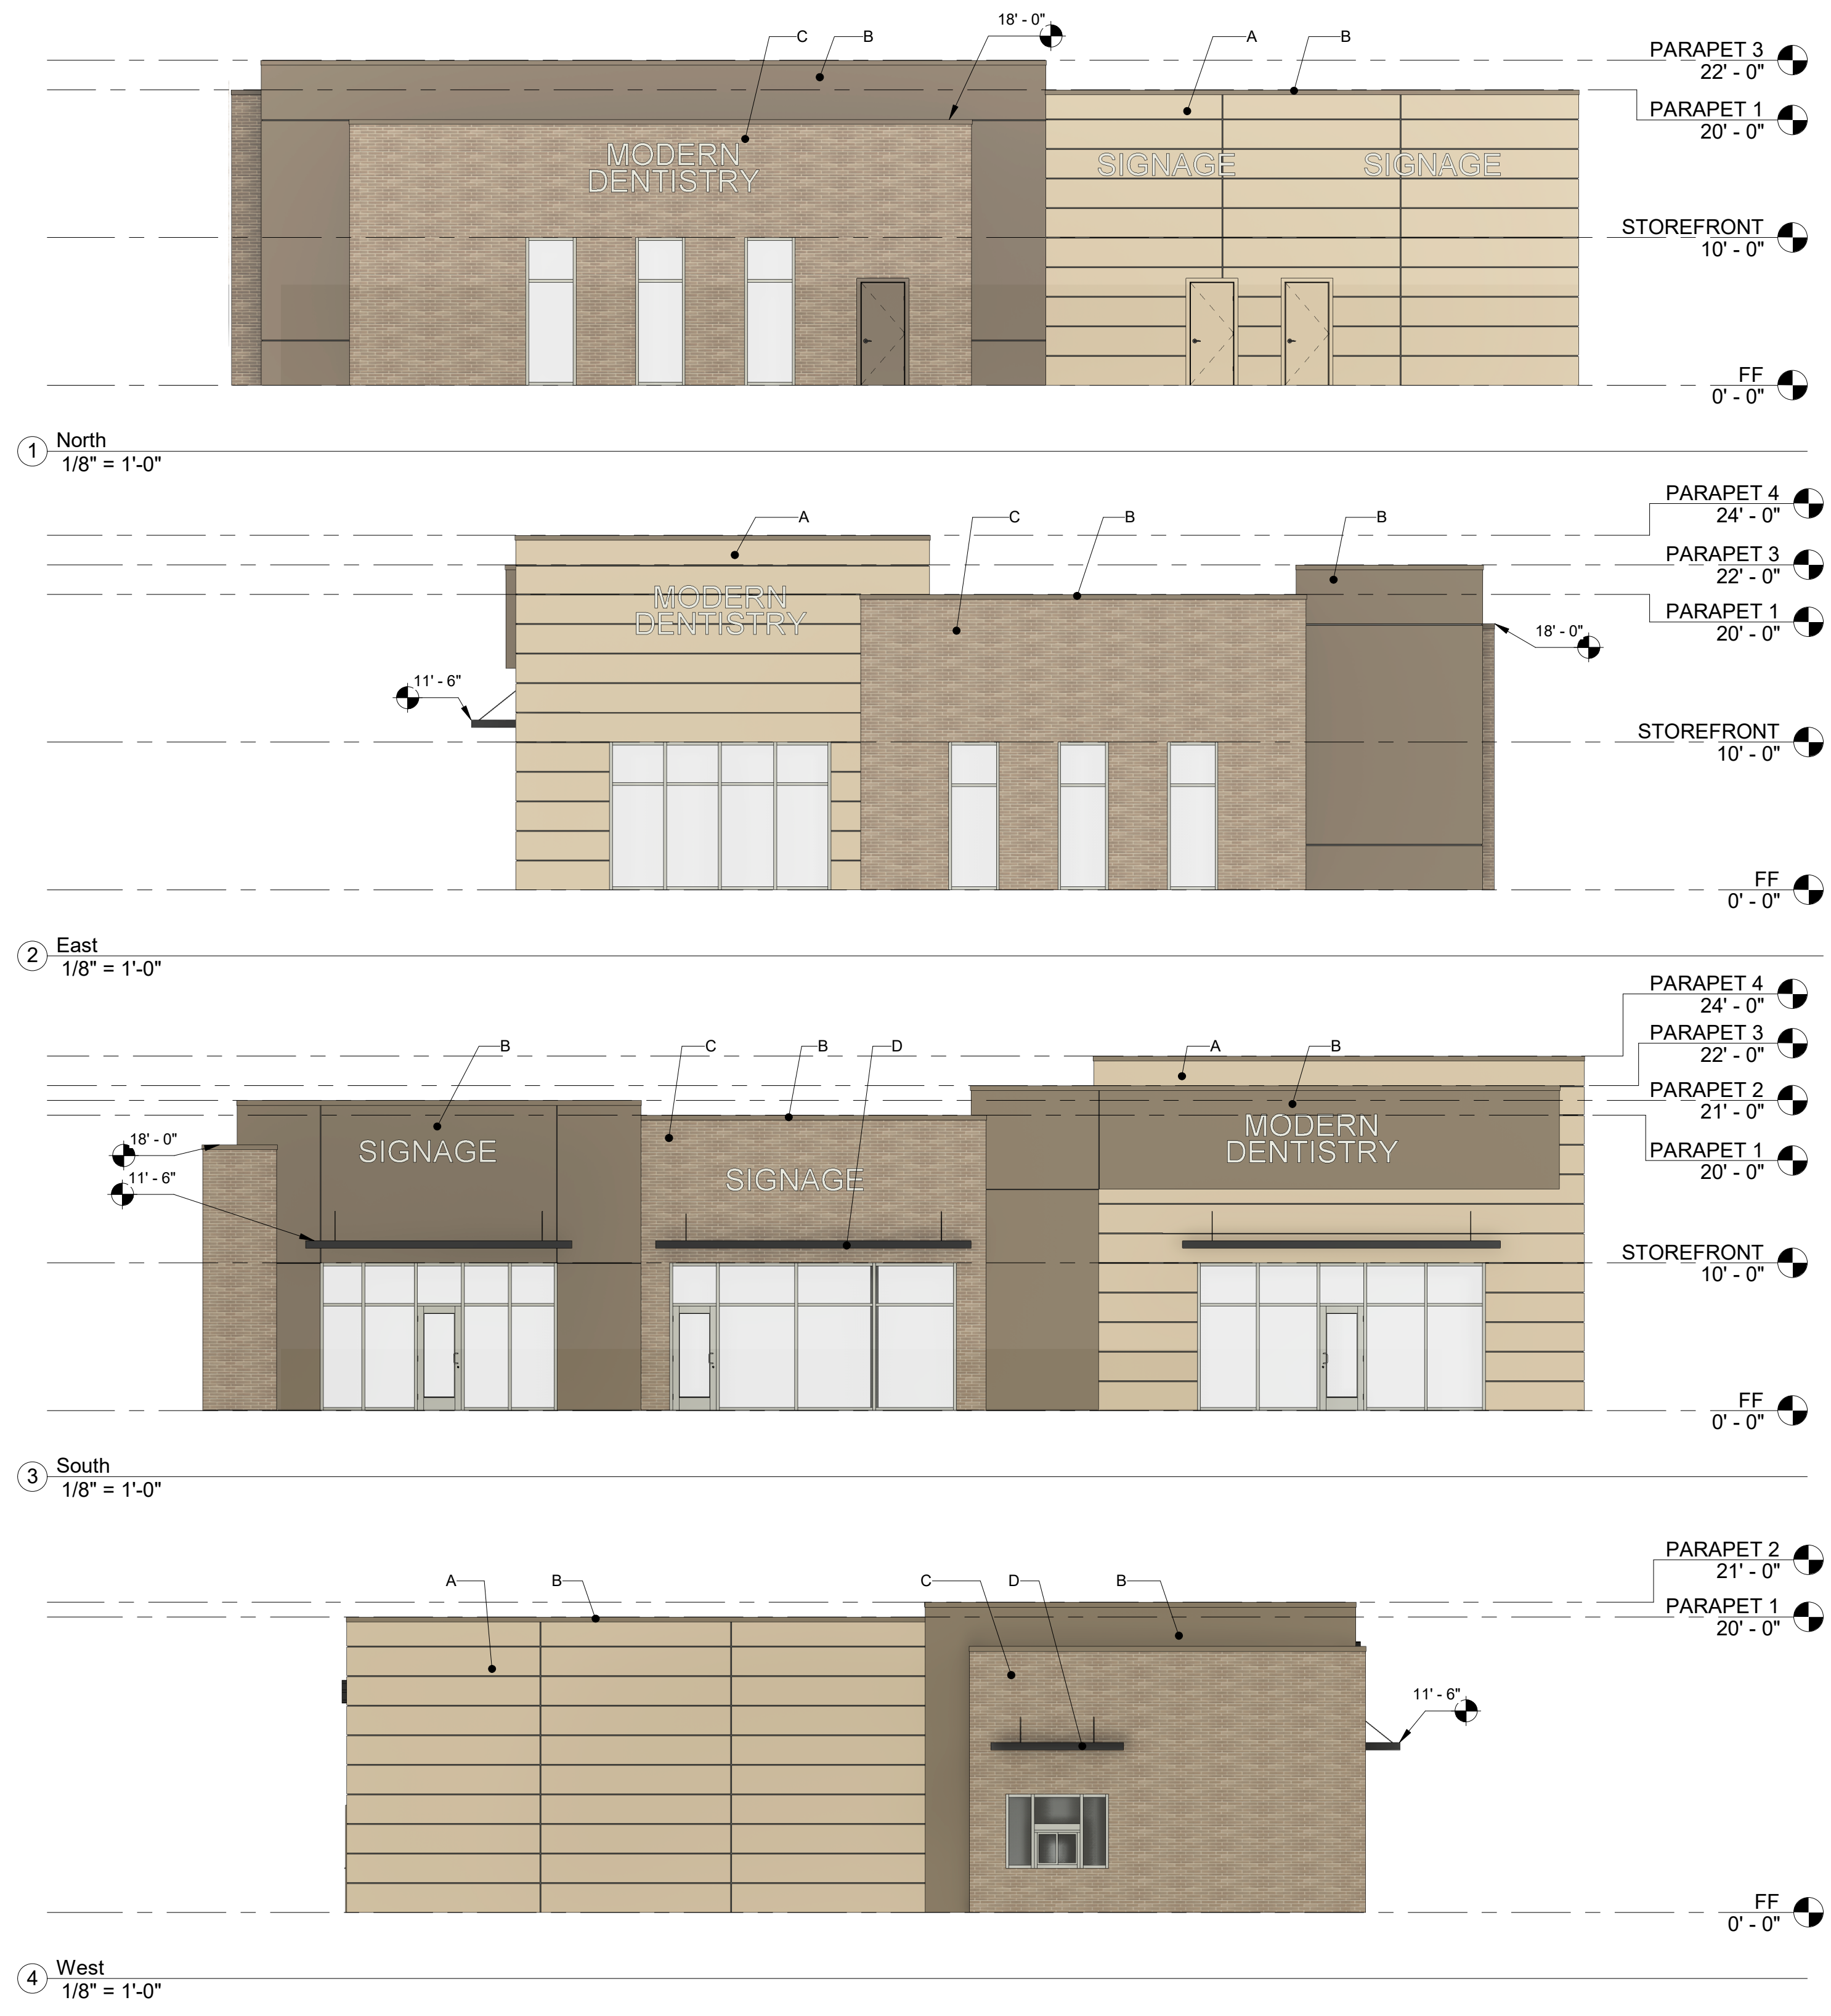 C
B
18' - 0"
A
B
PARAPET 3
22' - 0"
PARAPET 1
20' - 0"
MODERN
DENTISTRY
SIGNAGE
SIGNAGE
STOREFRONT
10' - 0"
FF
0' - 0"
1
North
1/8" = 1'-0"
PARAPET 4
24' - 0"
A
C
B
B
PARAPET 3
22' - 0"
MODERN
DENTISTRY
PARAPET 1
20' - 0"
18' - 0"
11' - 6"
STOREFRONT
10' - 0"
FF
0' - 0"
2
East
1/8" = 1'-0"
PARAPET 4
24' - 0"
B
C
B
D
A
B
PARAPET 3
22' - 0"
PARAPET 2
21' - 0"
MODERN
DENTISTRY
18' - 0"
SIGNAGE
PARAPET 1
20' - 0"
11' - 6"
SIGNAGE
STOREFRONT
10' - 0"
FF
0' - 0"
3
South
1/8" = 1'-0"
PARAPET 2
21' - 0"
A
B
C
D
B
PARAPET 1
20' - 0"
11' - 6"
FF
0' - 0"
4
West
1/8" = 1'-0"